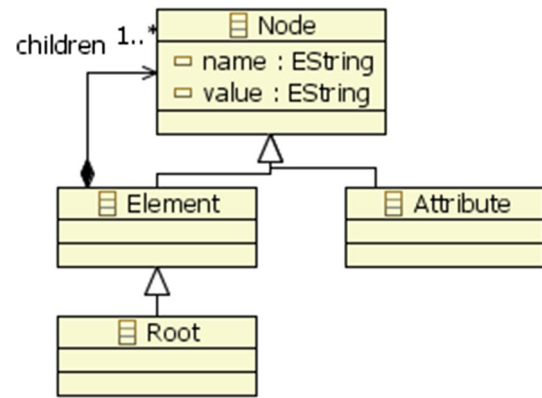 Node
children 1..*
name : EString
value : EString
Element
Attribute
Root